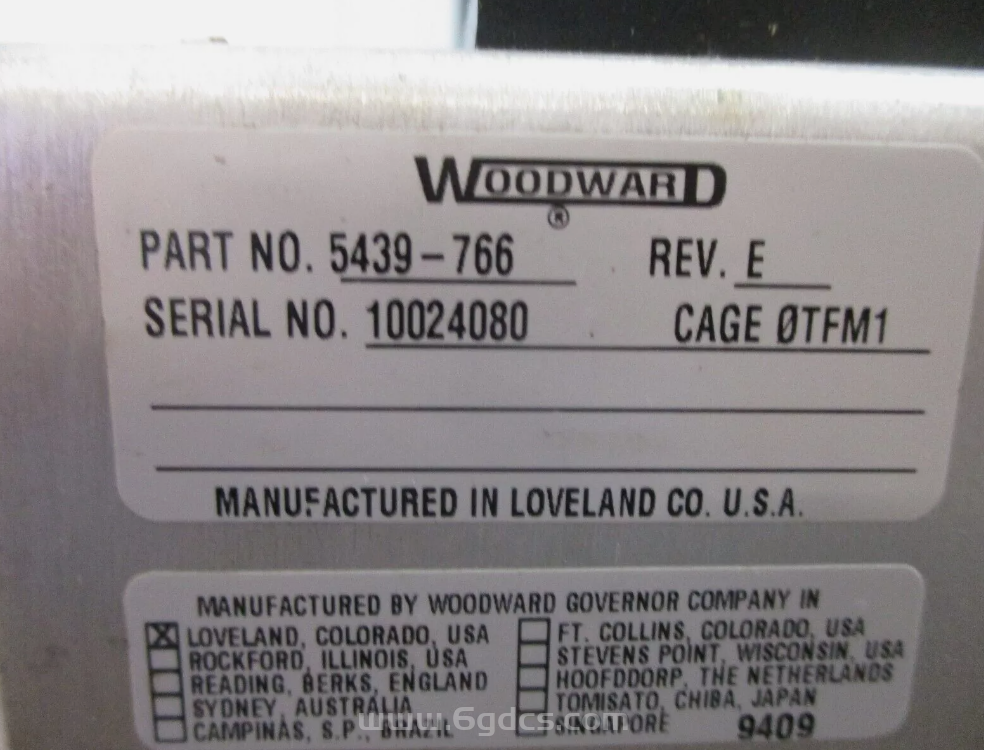 WOODWARD
®
PART NO. 5439-766 REV. E
SERIAL NO. 10024080 CAGE ØTFM1
MANUFACTURED IN LOVELAND CO. U.S.A.
MANUFACTURED BY WOODWARD GOVERNOR COMPANY IN
☒ LOVELAND, COLORADO, USA ☐ FT. COLLINS, COLORADO, USA
☐ ROCKFORD, ILLINOIS, USA ☐ STEVENS POINT, WISCONSIN, USA
☐ READING, BERKS, ENGLAND ☐ HOOFDDORP, THE NETHERLANDS
☐ SYDNEY, AUSTRALIA ☐ TOMISATO, CHIBA, JAPAN
☐ CAMPINAS, S.P., BRAZIL ☐ SINGAPORE 9409
www.6gdcs.com